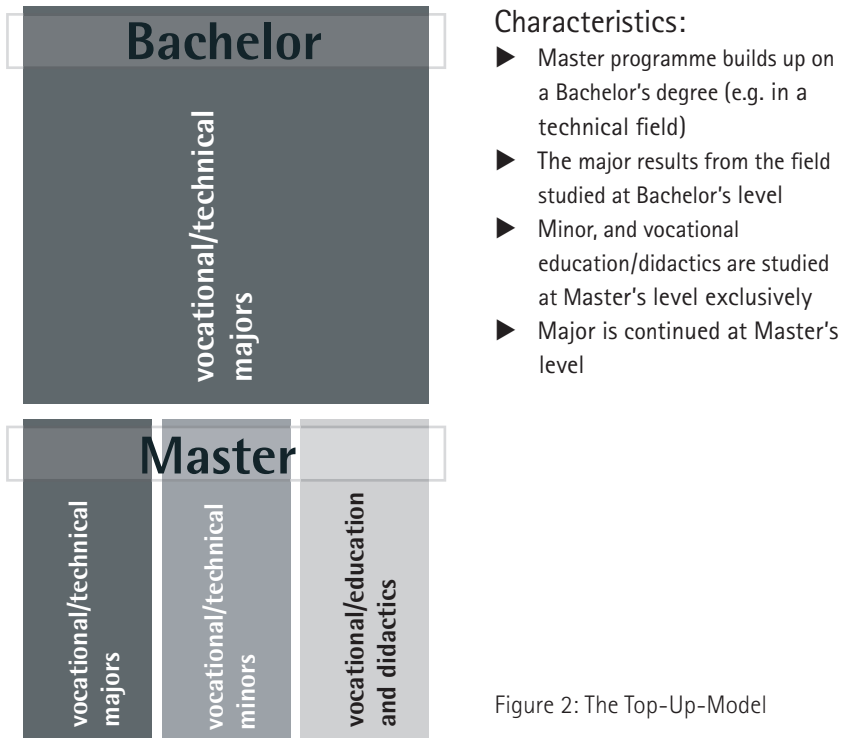 Bachelor
vocational/technical
majors
Characteristics:
▶ Master programme builds up on
a Bachelor's degree (e.g. in a
technical field)
▶ The major results from the field
studied at Bachelor's level
▶ Minor, and vocational
education/didactics are studied
at Master's level exclusively
▶ Major is continued at Master's
level
Master
vocational/technical
majors
vocational/technical
minors
vocational/education
and didactics
Figure 2: The Top-Up-Model